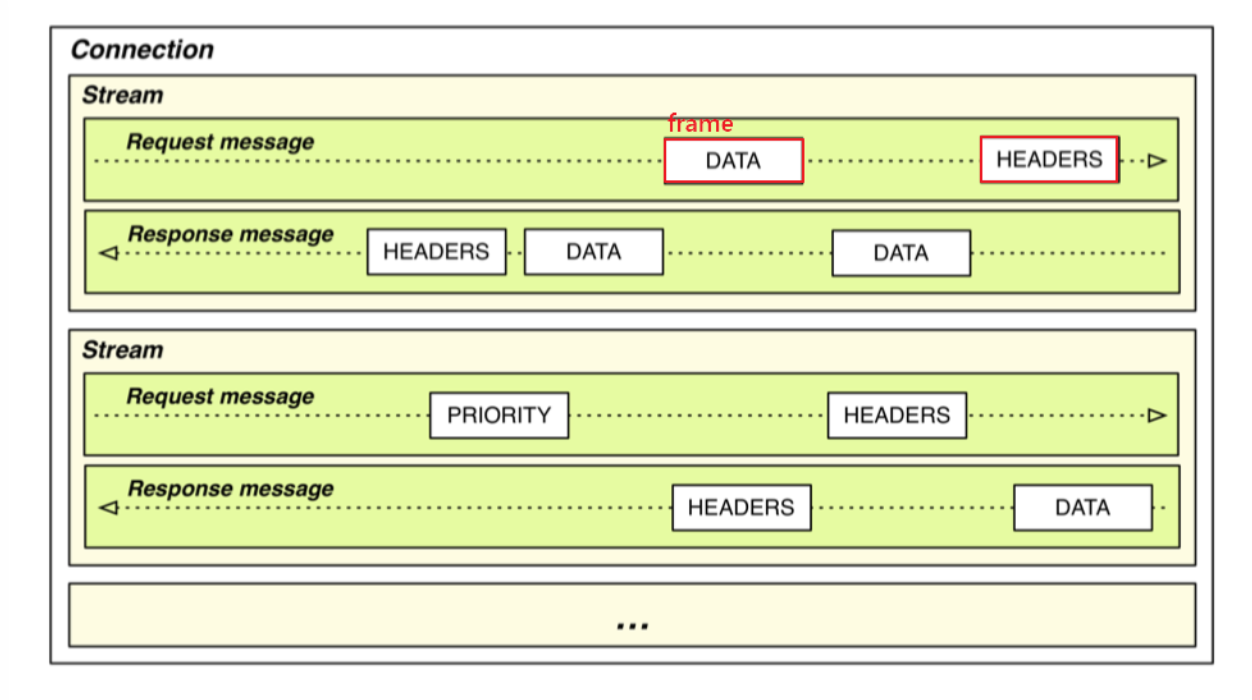 Connection
Stream
frame
Request message
DATA
HEADERS
Response message
HEADERS
DATA
DATA
Stream
Request message
PRIORITY
HEADERS
Response message
HEADERS
DATA
...